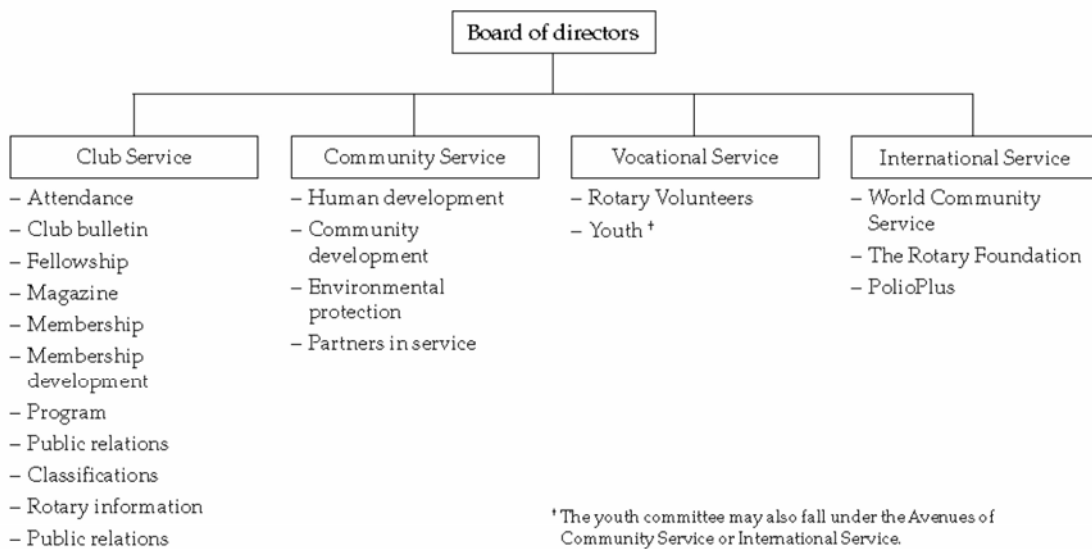 Board of directors
Club Service
– Attendance
– Club bulletin
– Fellowship
– Magazine
– Membership
– Membership
development
– Program
– Public relations
– Classifications
– Rotary information
– Public relations
Community Service
– Human development
– Community
development
– Environmental
protection
– Partners in service
Vocational Service
– Rotary Volunteers
– Youth †
International Service
– World Community
Service
– The Rotary Foundation
– PolioPlus
† The youth committee may also fall under the Avenues of
Community Service or International Service.